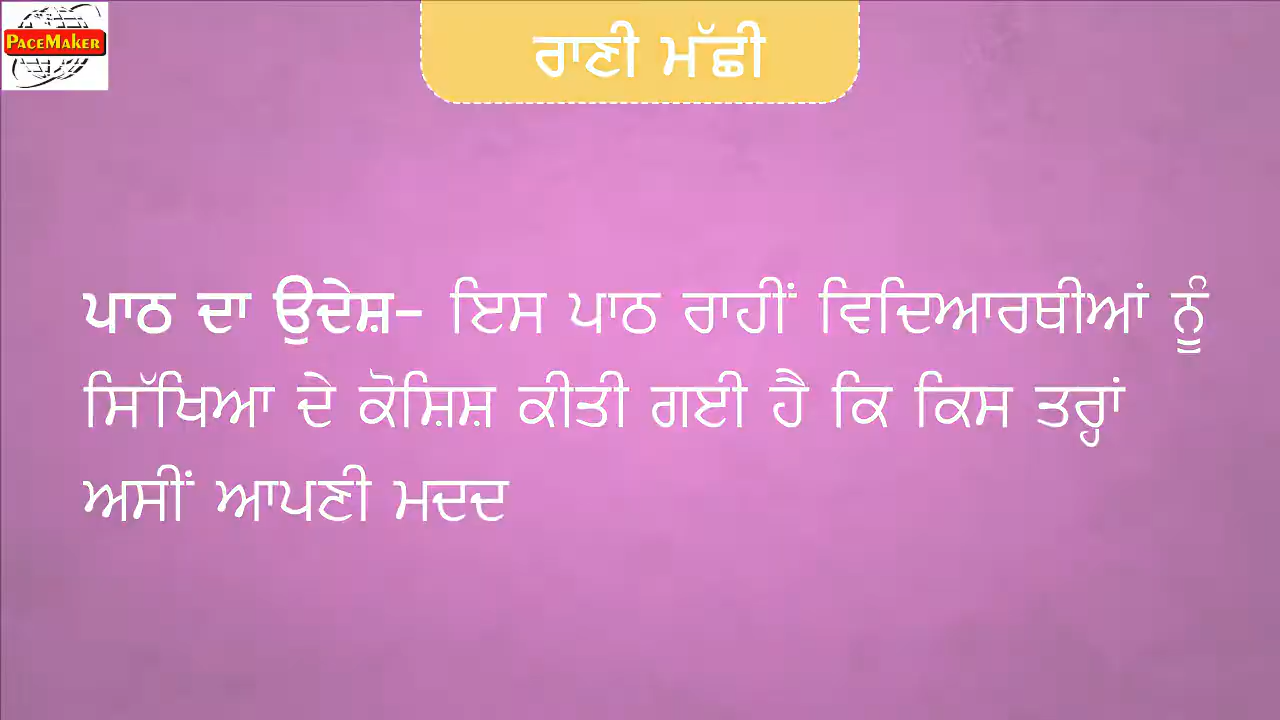 PACEMAKER
ਰਾਣੀ ਮੱਛੀ
ਪਾਠ ਦਾ ਉਦੇਸ਼- ਇਸ ਪਾਠ ਰਾਹੀਂ ਵਿਦਿਆਰਥੀਆਂ ਨੂੰ
ਸਿੱਖਿਆ ਦੇ ਕੋਸ਼ਿਸ਼ ਕੀਤੀ ਗਈ ਹੈ ਕਿ ਕਿਸ ਤਰ੍ਹਾਂ
ਅਸੀਂ ਆਪਣੀ ਮਦਦ